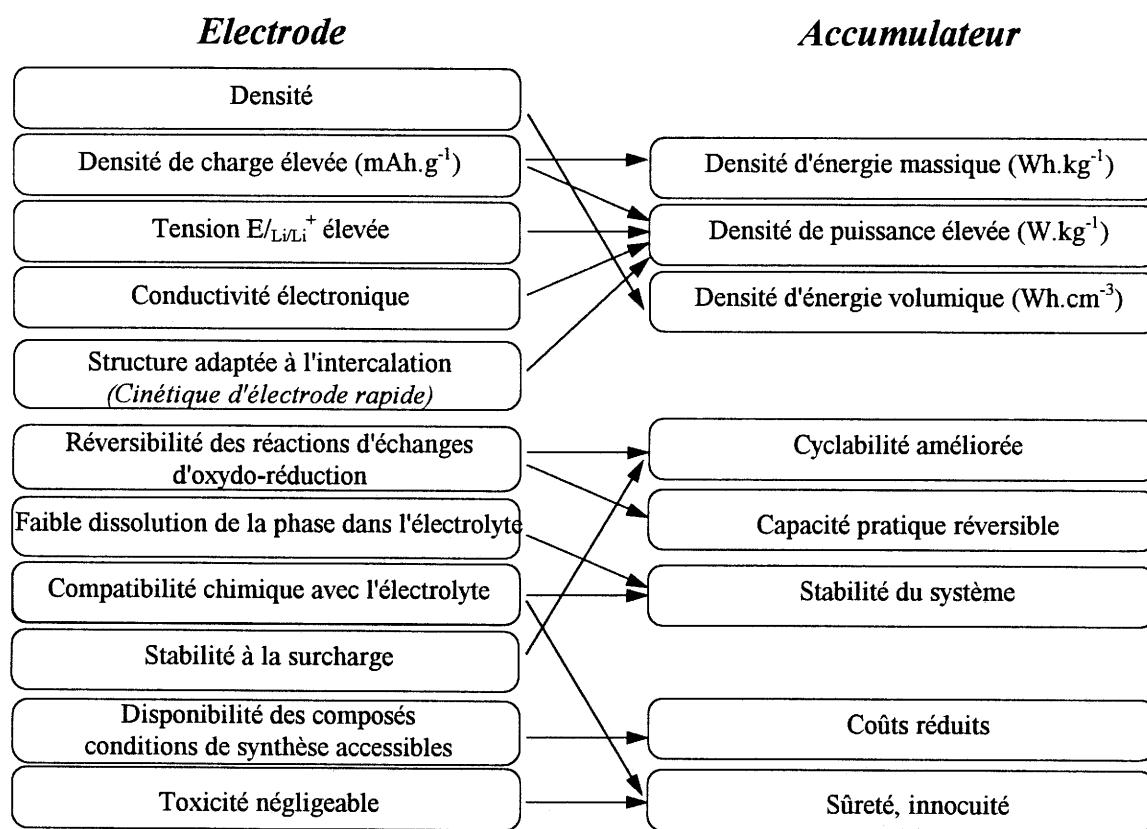 Electrode
Densité
Densité de charge élevée (mAh.g⁻¹)
Tension E/Li/Li⁺ élevée
Conductivité électronique
Structure adaptée à l'intercalation
(Cinétique d'électrode rapide)
Réversibilité des réactions d'échanges
d'oxydo-réduction
Faible dissolution de la phase dans l'électrolyte
Compatibilité chimique avec l'électrolyte
Stabilité à la surcharge
Disponibilité des composés
conditions de synthèse accessibles
Toxicité négligeable
Accumulateur
Densité d'énergie massique (Wh.kg⁻¹)
Densité de puissance élevée (W.kg⁻¹)
Densité d'énergie volumique (Wh.cm⁻³)
Cyclabilité améliorée
Capacité pratique réversible
Stabilité du système
Coûts réduits
Sûreté, innocuité